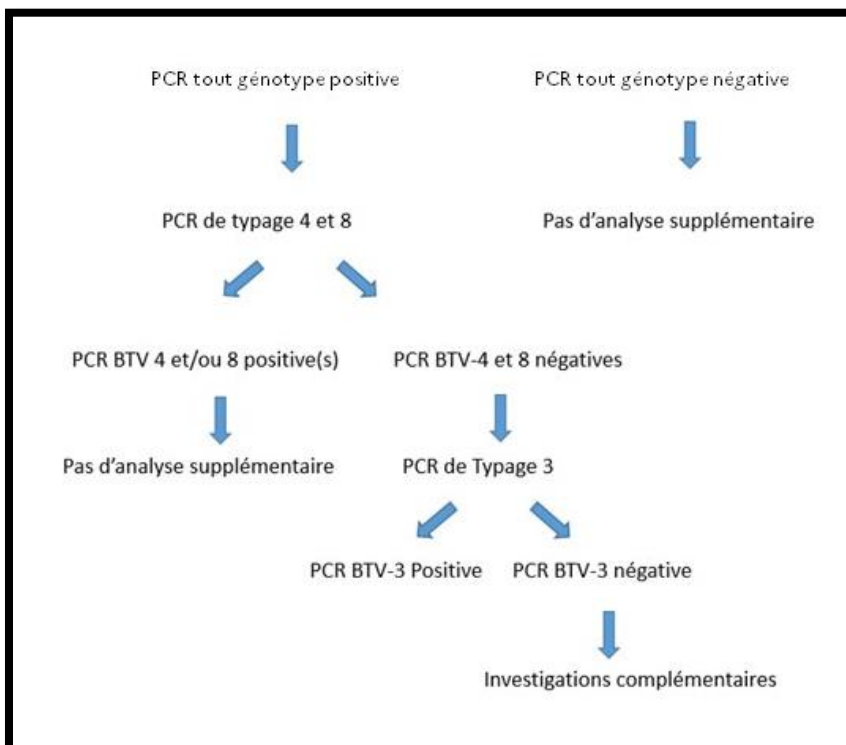 PCR tout génotype positive
PCR tout génotype négative
PCR de typage 4 et 8
Pas d'analyse supplémentaire
PCR BTV 4 et/ou 8 positive(s)
PCR BTV-4 et 8 négatives
Pas d'analyse supplémentaire
PCR de Typage 3
PCR BTV-3 Positive
PCR BTV-3 négative
Investigations complémentaires